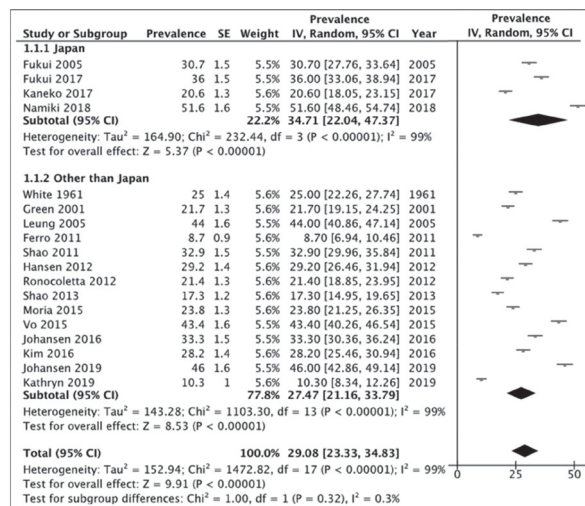 Prevalence Prevalence
Study or Subgroup Prevalence SE Weight IV, Random, 95% CI Year IV, Random, 95% CI
1.1.1 Japan
Fukui 2005 30.7 1.5 5.5% 30.70 [27.76, 33.64] 2005
Fukui 2017 36 1.5 5.5% 36.00 [33.06, 38.94] 2017
Kaneko 2017 20.6 1.3 5.5% 20.60 [18.05, 23.15] 2017
Namiki 2018 51.6 1.6 5.5% 51.60 [48.46, 54.74] 2018
Subtotal (95% CI) 22.2% 34.71 [22.04, 47.37]
Heterogeneity: Tau² = 164.90; Chi² = 232.44, df = 3 (P < 0.00001); I² = 99%
Test for overall effect: Z = 5.37 (P < 0.00001)
1.1.2 Other than Japan
White 1961 25 1.4 5.6% 25.00 [22.26, 27.74] 1961
Green 2001 21.7 1.3 5.6% 21.70 [19.15, 24.25] 2001
Leung 2005 44 1.6 5.5% 44.00 [40.86, 47.14] 2005
Ferro 2011 8.7 0.9 5.6% 8.70 [6.94, 10.46] 2011
Shao 2011 32.9 1.5 5.5% 32.90 [29.96, 35.84] 2011
Hansen 2012 29.2 1.4 5.6% 29.20 [26.46, 31.94] 2012
Ronocoletta 2012 21.4 1.3 5.6% 21.40 [18.85, 23.95] 2012
Shao 2013 17.3 1.2 5.6% 17.30 [14.95, 19.65] 2013
Moria 2015 23.8 1.3 5.6% 23.80 [21.25, 26.35] 2015
Vo 2015 43.4 1.6 5.5% 43.40 [40.26, 46.54] 2015
Johansen 2016 33.3 1.5 5.5% 33.30 [30.36, 36.24] 2016
Kim 2016 28.2 1.4 5.6% 28.20 [25.46, 30.94] 2016
Johansen 2019 46 1.6 5.5% 46.00 [42.86, 49.14] 2019
Kathryn 2019 10.3 1 5.6% 10.30 [8.34, 12.26] 2019
Subtotal (95% CI) 77.8% 27.47 [21.16, 33.79]
Heterogeneity: Tau² = 143.28; Chi² = 1103.30, df = 13 (P < 0.00001); I² = 99%
Test for overall effect: Z = 8.53 (P < 0.00001)
Total (95% CI) 100.0% 29.08 [23.33, 34.83]
Heterogeneity: Tau² = 152.94; Chi² = 1472.82, df = 17 (P < 0.00001); I² = 99%
Test for overall effect: Z = 9.91 (P < 0.00001)
Test for subgroup differences: Chi² = 1.00, df = 1 (P = 0.32), I² = 0.3%
0 25 50